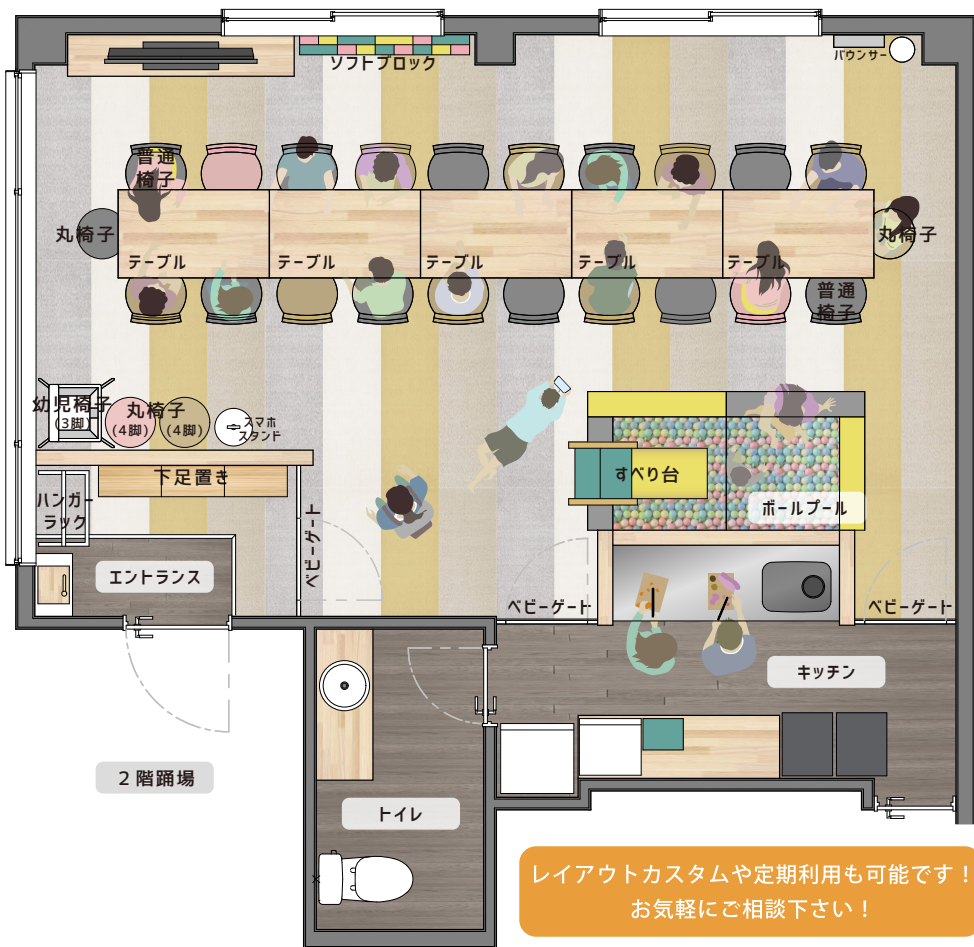 ソフトブロック
バウンサー
普通
椅子
丸椅子
丸椅子
テーブル
テーブル
テーブル
テーブル
テーブル
普通
椅子
幼児椅子
(3脚)
丸椅子
(4脚)
(4脚)
スマホ
スタンド
下足置き
ハンガー
ラック
すべり台
ボールプール
エントランス
ベビーゲート
ベビーゲート
ベビーゲート
キッチン
2階踊場
トイレ
レイアウトカスタムや定期利用も可能です!
お気軽にご相談下さい!